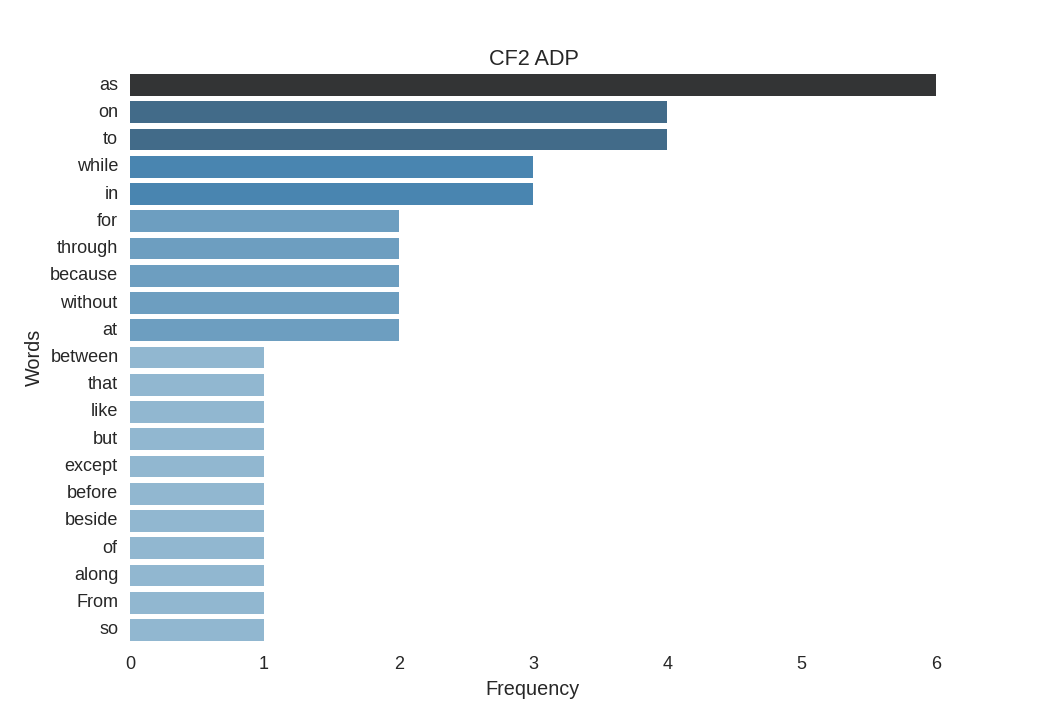 CF2 ADP
as
on
to
while
in
for
through
because
without
at
between
that
like
but
except
before
beside
of
along
From
so
Words
0 1 2 3 4 5 6
Frequency